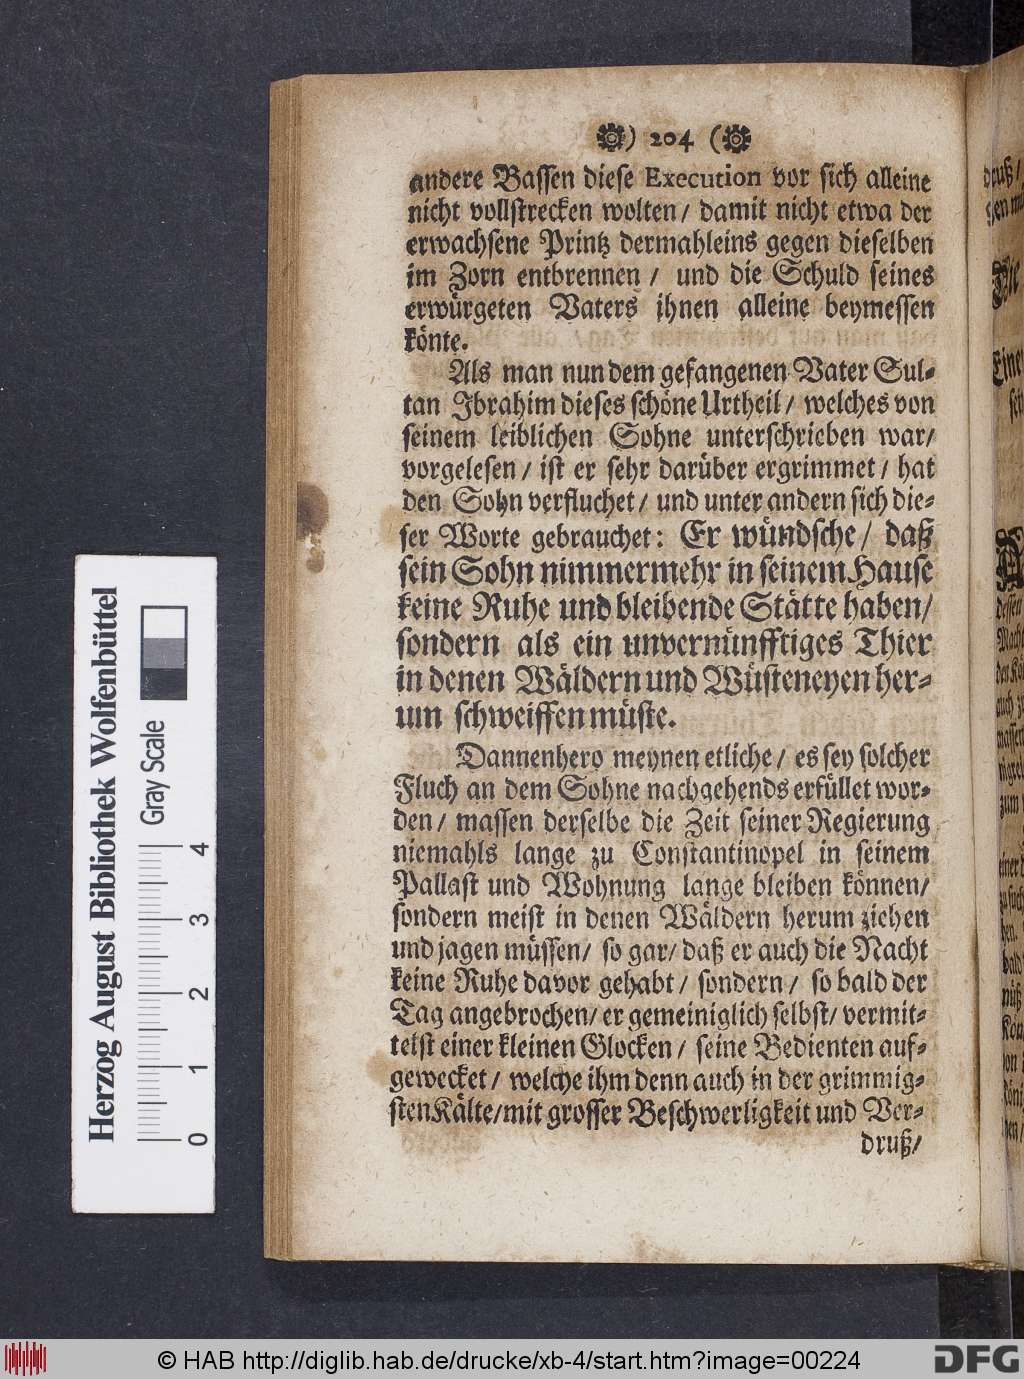 ) 204 (
andere Bassen diese Execution vor sich alleine
nicht vollstrecken wolten/ damit nicht etwa der
erwachsene Printz dermahleins gegen dieselben
im Zorn entbrennen / und die Schuld seines
erwürgeten Vaters ihnen alleine beymessen
könte.
Als man nun dem gefangenen Vater Sul-
tan Ibrahim dieses schöne Urtheil / welches von
seinem leiblichen Sohne unterschrieben war/
vorgelesen / ist er sehr darüber ergrimmet / hat
den Sohn verfluchet / und unter andern sich die-
ser Worte gebrauchet: Er wündsche / daß
sein Sohn nimmermehr in seinem Hause
keine Ruhe und bleibende Stätte haben/
sondern als ein unvernünfftiges Thier
in denen Wäldern und Wüsteneyen her-
um schweiffen müste.
Dannenhero meynen etliche / es sey solcher
Fluch an dem Sohne nachgehends erfüllet wor-
den / massen derselbe die Zeit seiner Regierung
niemahls lange zu Constantinopel in seinem
Pallast und Wohnung lange bleiben können/
sondern meist in denen Wäldern herum ziehen
und jagen müssen/ so gar/ daß er auch die Nacht
keine Ruhe davor gehabt / sondern / so bald der
Tag angebrochen/ er gemeiniglich selbst/ vermit-
telst einer kleinen Glocken / seine Bedienten auf-
gewecket / welche ihm denn auch in der grimmig-
sten Kälte/mit grosser Beschwerligkeit und Ver-
druß/
Herzog August Bibliothek Wolfenbüttel
Gray Scale
0 1 2 3 4
© HAB http://diglib.hab.de/drucke/xb-4/start.htm?image=00224
DFG